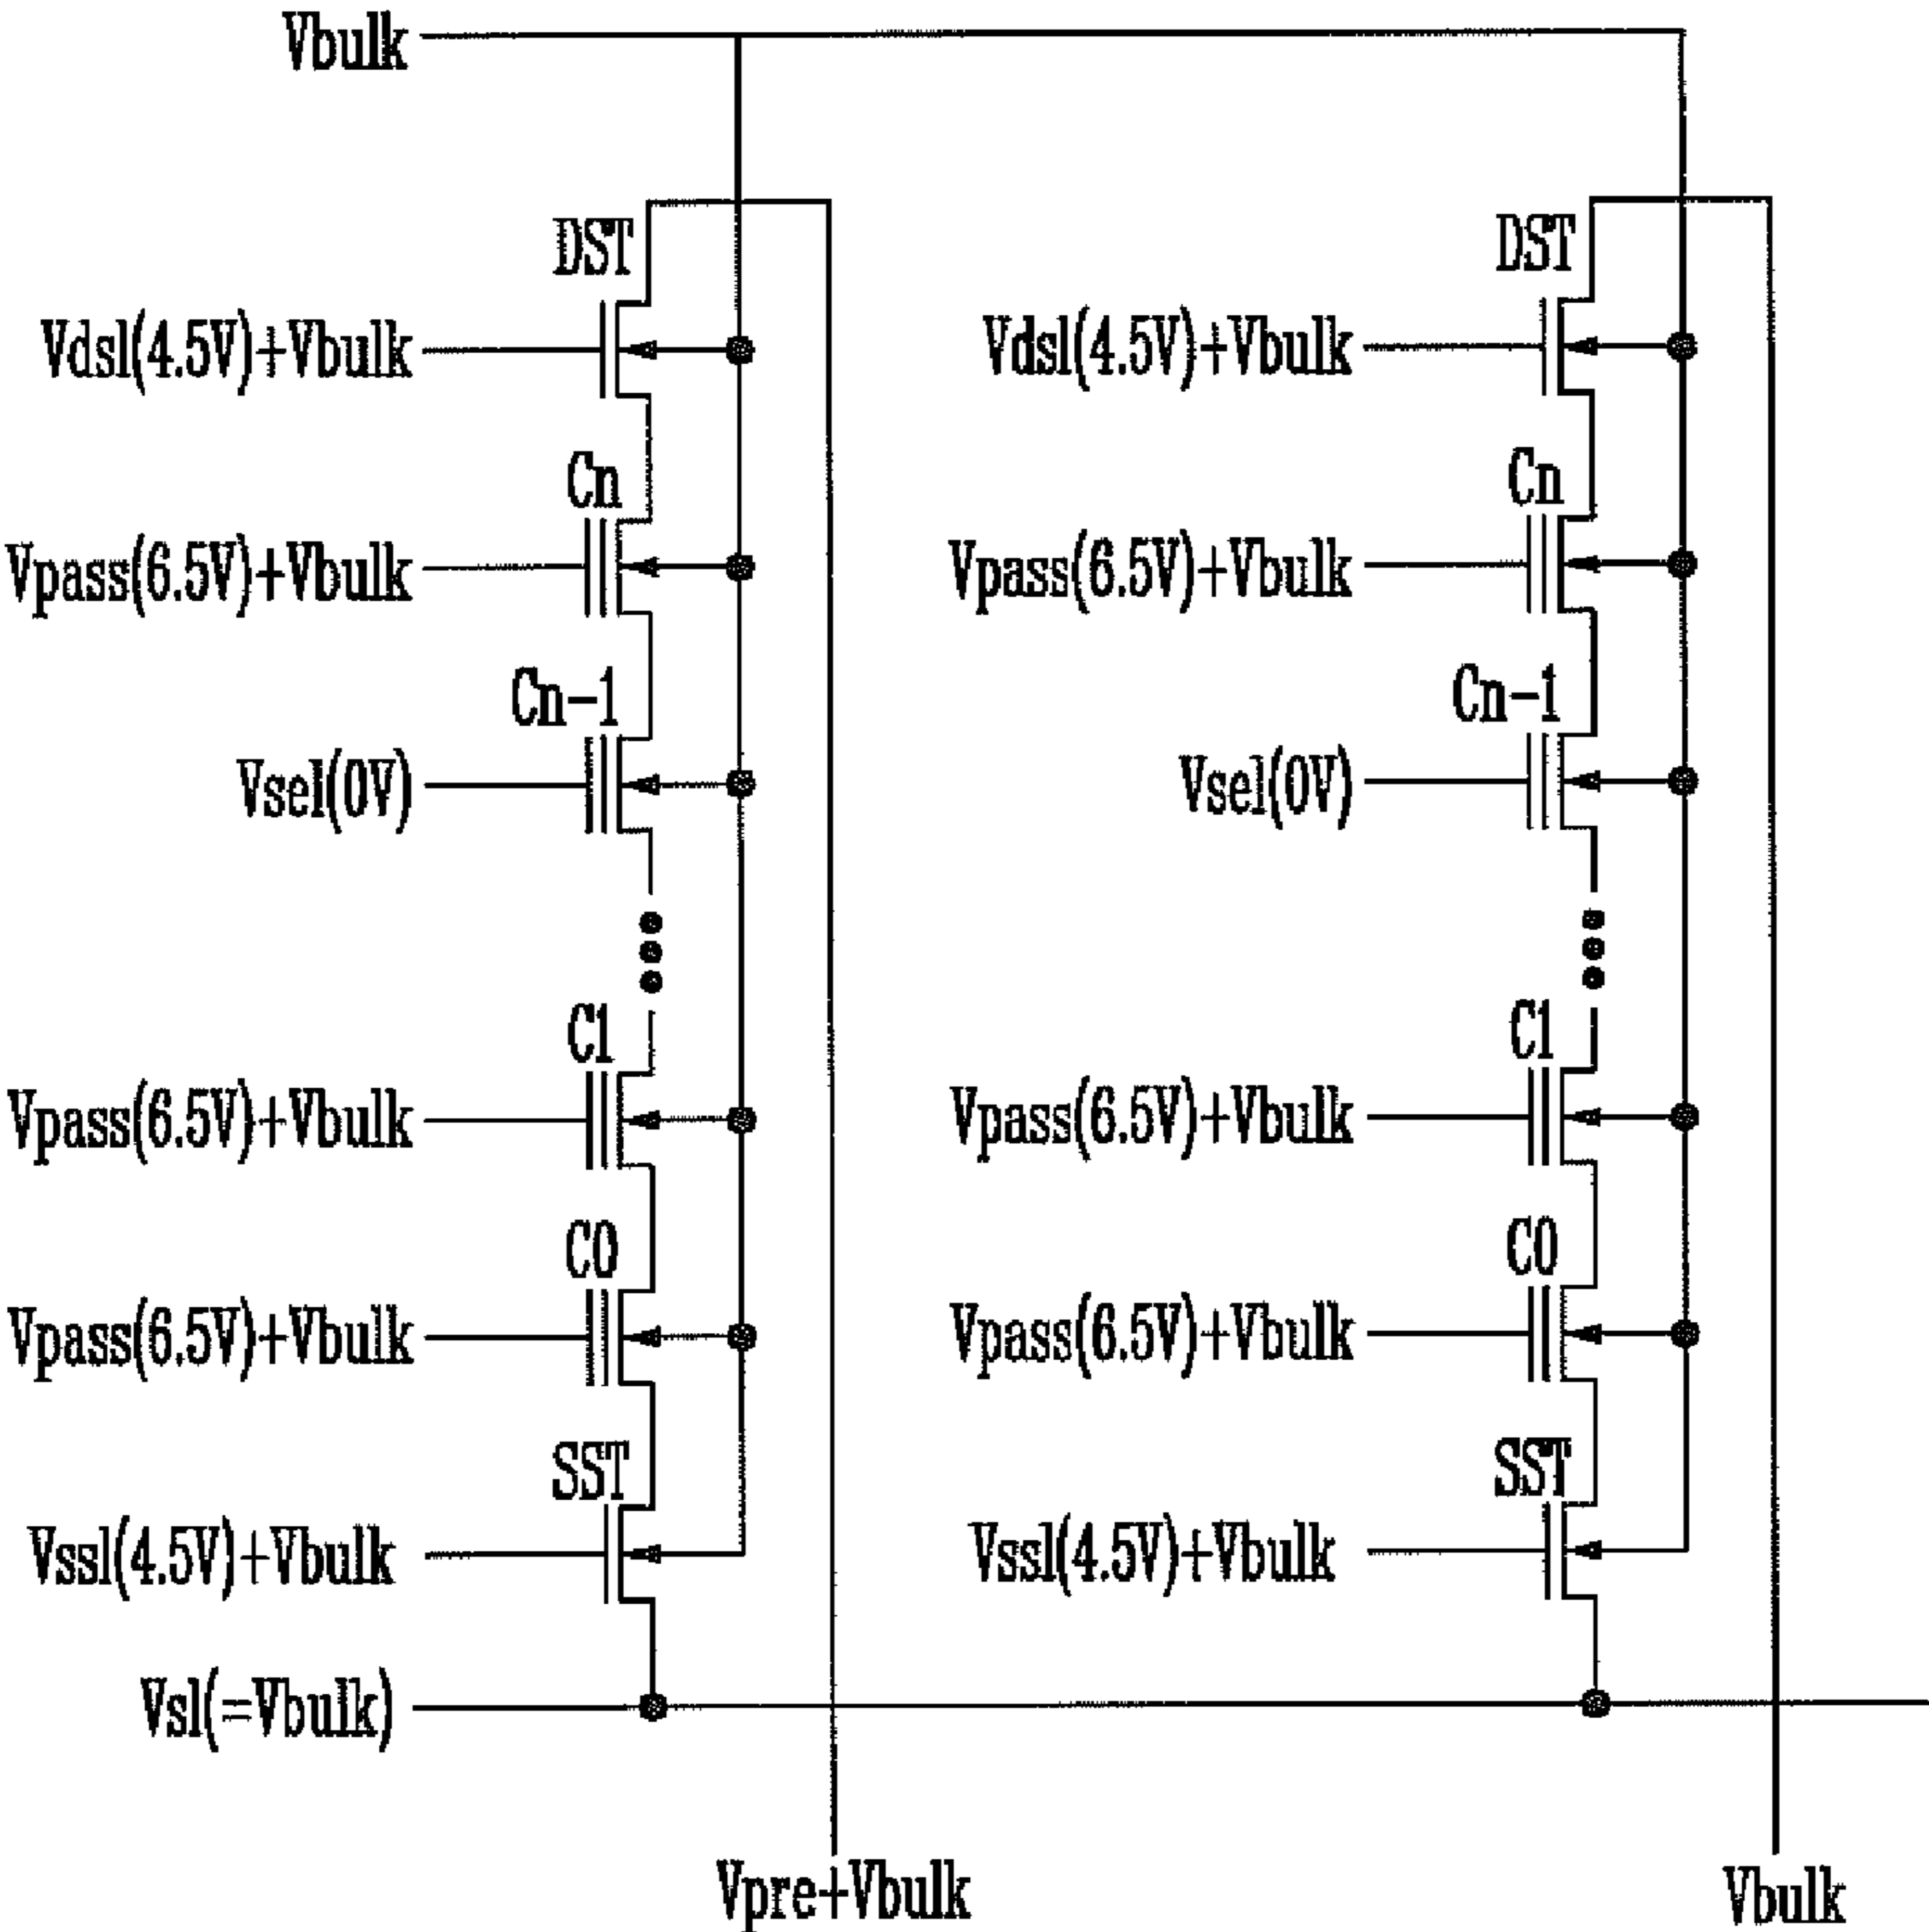 Vbulk
DST
DST
Vdsl(4.5V)+Vbulk
Vdsl(4.5V)+Vbulk
Cn
Cn
Vpass(6.5V)+Vbulk
Vpass(6.5V)+Vbulk
Cn-1
Cn-1
Vsel(0V)
Vsel(0V)
C1
C1
Vpass(6.5V)+Vbulk
Vpass(6.5V)+Vbulk
C0
C0
Vpass(6.5V)+Vbulk
Vpass(6.5V)+Vbulk
SST
SST
Vssl(4.5V)+Vbulk
Vssl(4.5V)+Vbulk
Vsl(=Vbulk)
Vpre+Vbulk
Vbulk